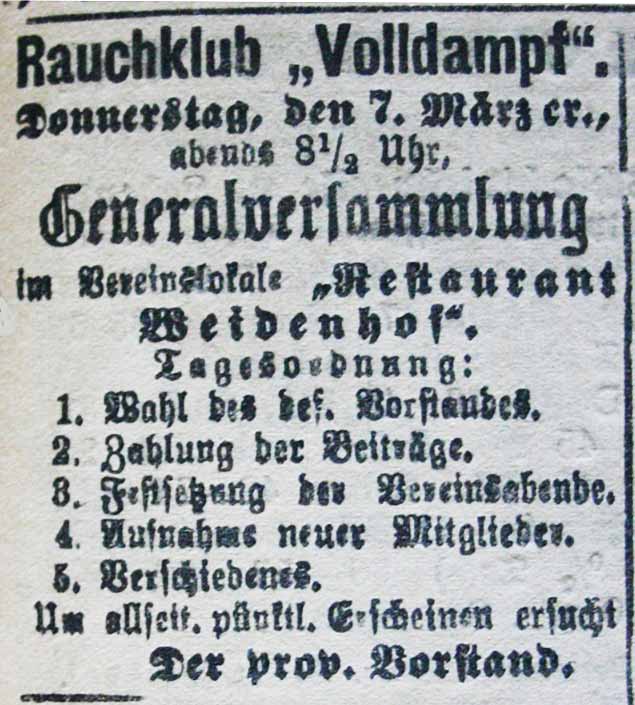 Rauchklub „Volldampf“.
Donnerstag, den 7. März cr.,
abends 8½ Uhr,
Generalversammlung
im Vereinslokale „Restaurant
Weidenhof“.
Tagesordnung:
1. Wahl des def. Vorstandes.
2. Zahlung der Beiträge.
3. Festsetzung der Vereinsabende.
4. Aufnahme neuer Mitglieder.
5. Verschiedenes.
Um allseit. pünktl. Erscheinen ersucht
Der prov. Vorstand.